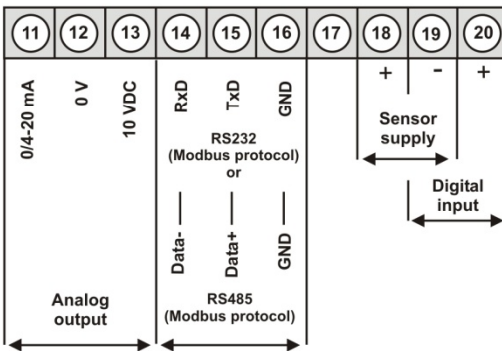 11 12 13 14 15 16 17 18 19 20
+ - +
0/4-20 mA
0 V
10 VDC
RxD
TxD
GND
RS232
(Modbus protocol)
or
Data-
Data+
GND
RS485
(Modbus protocol)
Sensor
supply
Digital
input
Analog
output